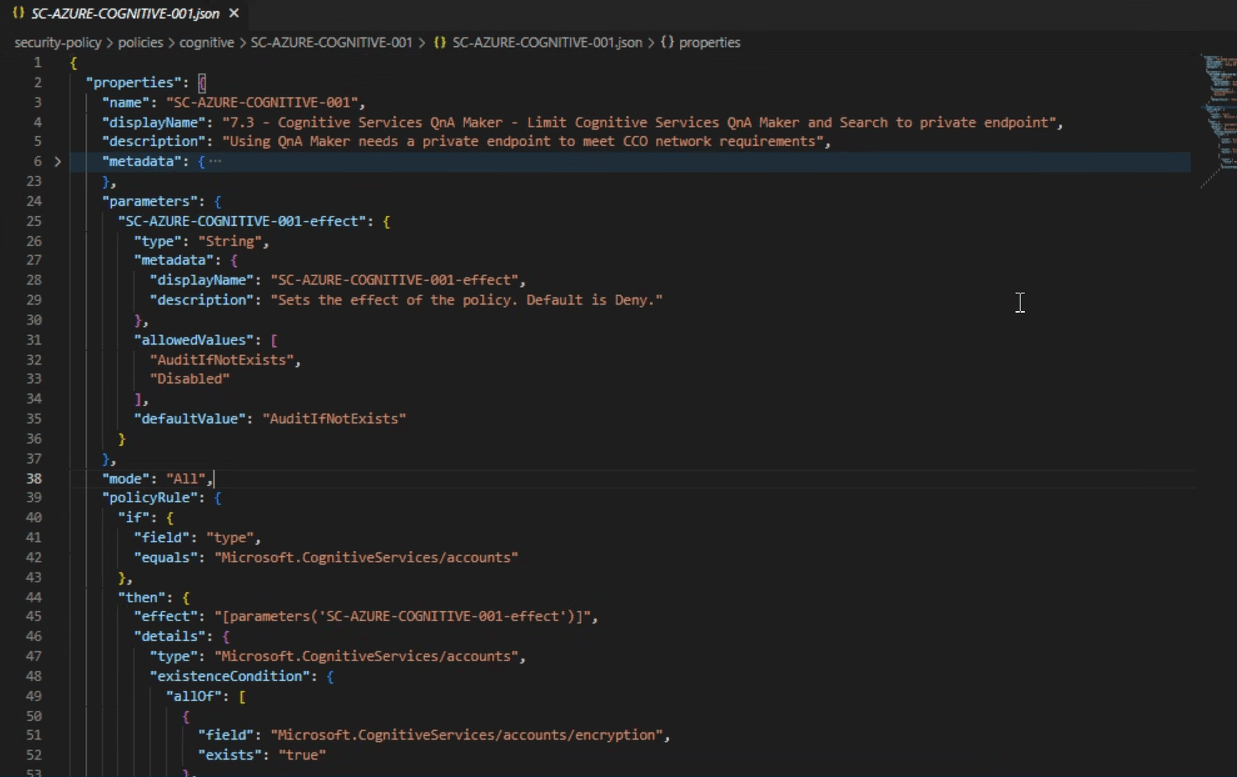 {} SC-AZURE-COGNITIVE-001.json ×
security-policy > policies > cognitive > SC-AZURE-COGNITIVE-001 > {} SC-AZURE-COGNITIVE-001.json > {} properties
1 {
2 "properties": {
3 "name": "SC-AZURE-COGNITIVE-001",
4 "displayName": "7.3 - Cognitive Services QnA Maker - Limit Cognitive Services QnA Maker and Search to private endpoint",
5 "description": "Using QnA Maker needs a private endpoint to meet CCO network requirements",
6 > "metadata": { ···
23 },
24 "parameters": {
25 "SC-AZURE-COGNITIVE-001-effect": {
26 "type": "String",
27 "metadata": {
28 "displayName": "SC-AZURE-COGNITIVE-001-effect",
29 "description": "Sets the effect of the policy. Default is Deny."
30 },
31 "allowedValues": [
32 "AuditIfNotExists",
33 "Disabled"
34 ],
35 "defaultValue": "AuditIfNotExists"
36 }
37 },
38 "mode": "All",
39 "policyRule": {
40 "if": {
41 "field": "type",
42 "equals": "Microsoft.CognitiveServices/accounts"
43 },
44 "then": {
45 "effect": "[parameters('SC-AZURE-COGNITIVE-001-effect')]",
46 "details": {
47 "type": "Microsoft.CognitiveServices/accounts",
48 "existenceCondition": {
49 "allOf": [
50 {
51 "field": "Microsoft.CognitiveServices/accounts/encryption",
52 "exists": "true"
53 },